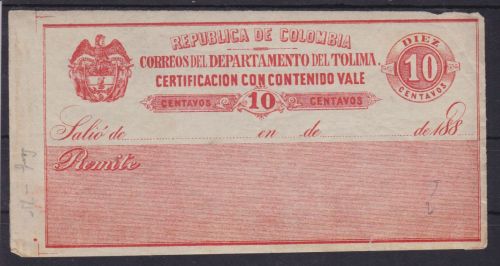 REPUBLICA DE COLOMBIA
CORREOS DEL DEPARTAMENTO DEL TOLIMA.
CERTIFICACION CON CONTENIDO VALE
CENTAVOS 10 CENTAVOS
DIEZ
10
CENTAVOS
Salió de en de de 188
Remite